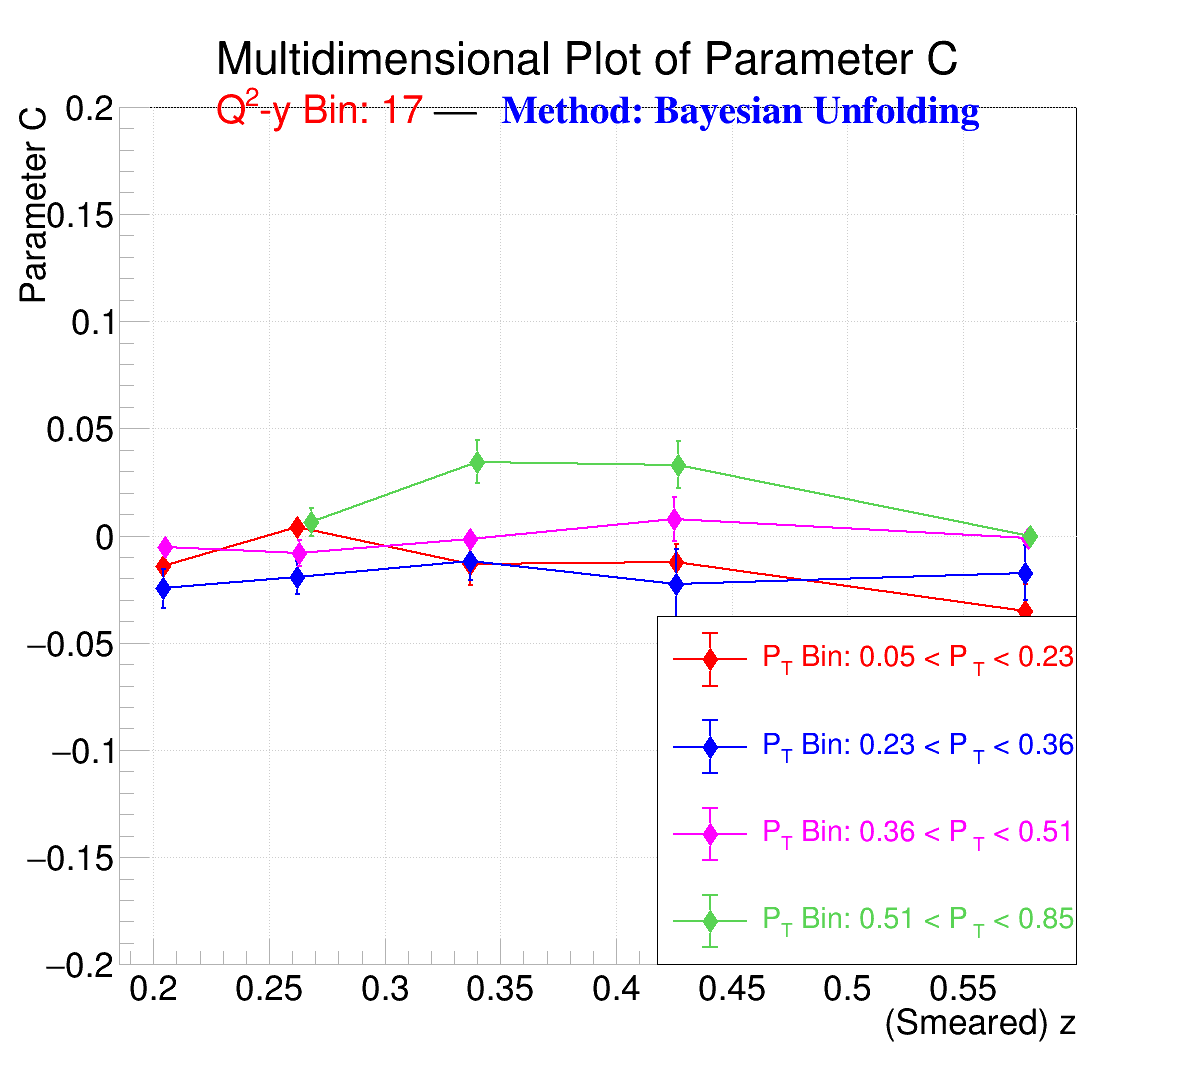 Multidimensional Plot of Parameter C
Q2-y Bin: 17 — Method: Bayesian Unfolding
Parameter C
0.2
0.15
0.1
0.05
0
−0.05
−0.1
−0.15
−0.2
PT Bin: 0.05 < PT < 0.23
PT Bin: 0.23 < PT < 0.36
PT Bin: 0.36 < PT < 0.51
PT Bin: 0.51 < PT < 0.85
0.2 0.25 0.3 0.35 0.4 0.45 0.5 0.55
(Smeared) z